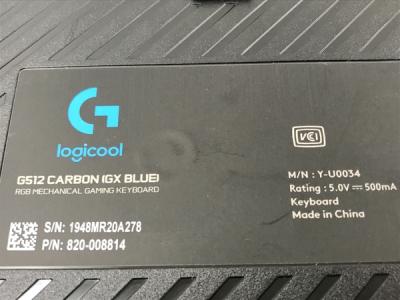 logicool
G512 CARBON (GX BLUE)
RGB MECHANICAL GAMING KEYBOARD
S/N: 1948MR20A278
P/N: 820-008814
VCI
M/N : Y-U0034
Rating : 5.0V ⎓ 500mA
Keyboard
Made in China